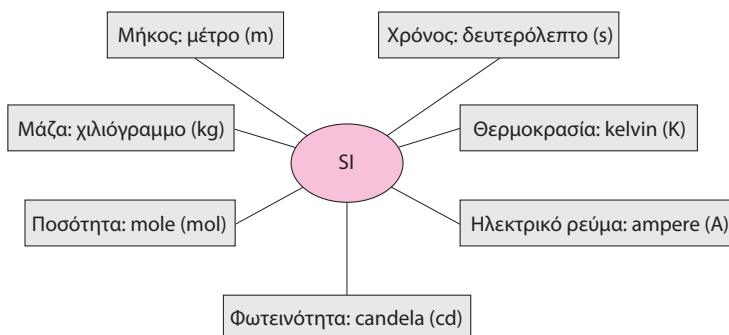 Μήκος: μέτρο (m)
Χρόνος: δευτερόλεπτο (s)
Μάζα: χιλιόγραμμο (kg)
Θερμοκρασία: kelvin (K)
SI
Ποσότητα: mole (mol)
Ηλεκτρικό ρεύμα: ampere (A)
Φωτεινότητα: candela (cd)